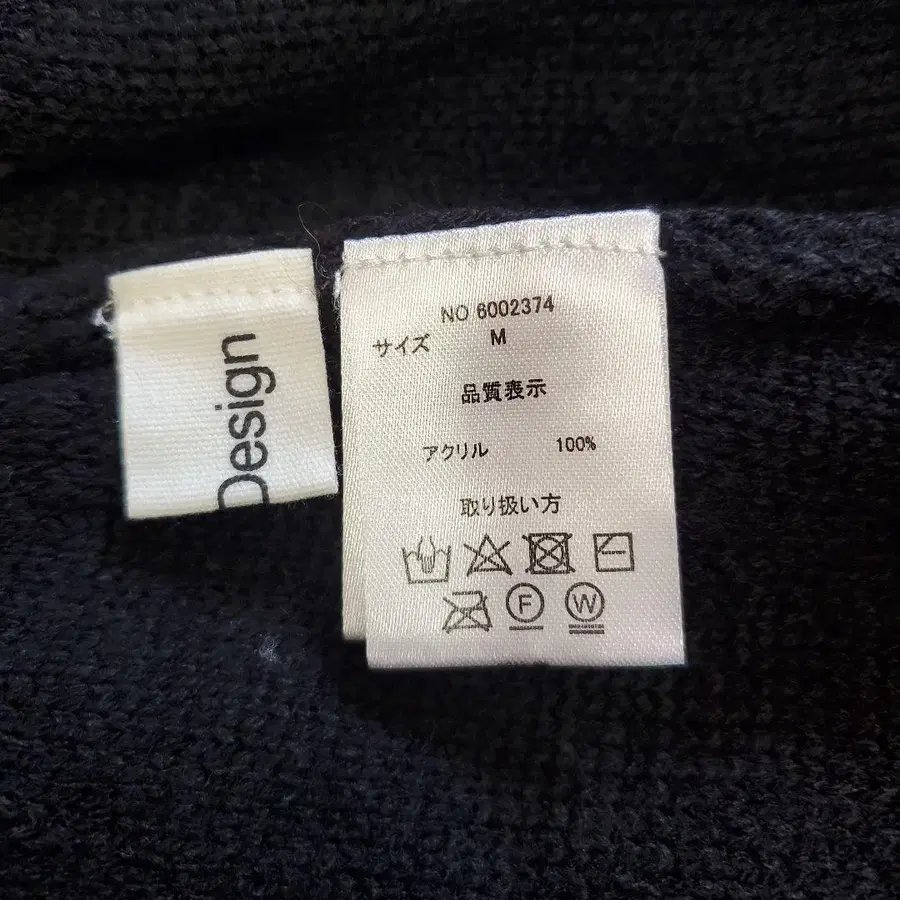 Design
NO 6002374
サイズ M
品質表示
アクリル 100%
取り扱い方
F W